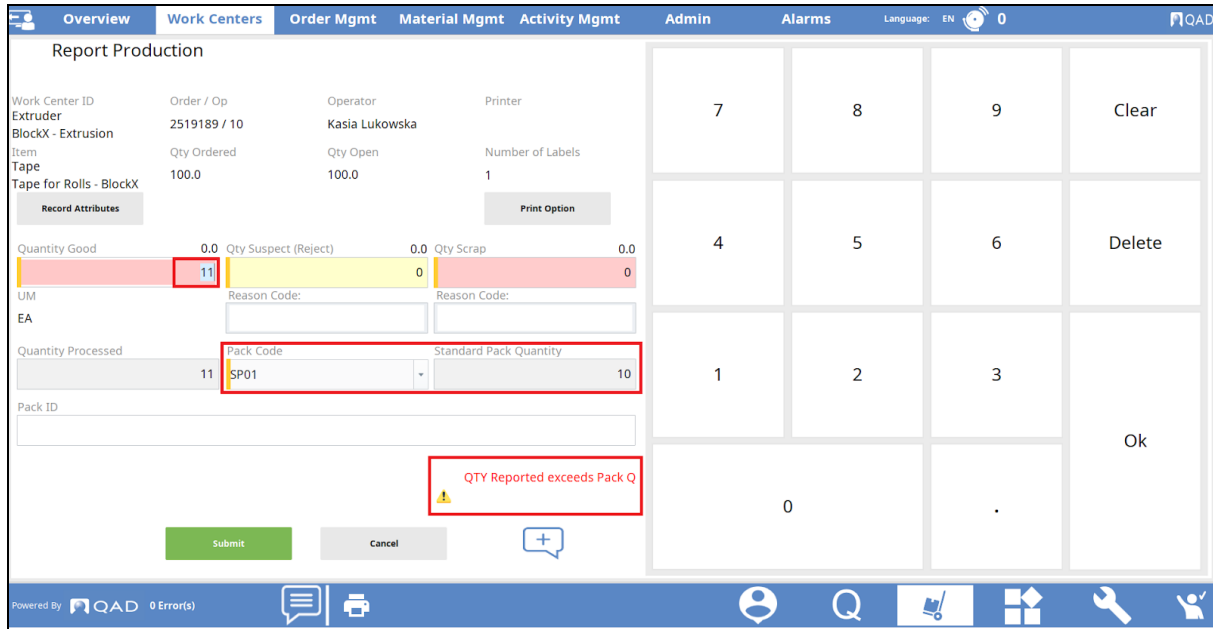 Overview Work Centers Order Mgmt Material Mgmt Activity Mgmt Admin Alarms Language: EN 0 QAD
Report Production
Work Center ID Order / Op Operator Printer
Extruder 2519189 / 10 Kasia Lukowska
BlockX - Extrusion
Item Qty Ordered Qty Open Number of Labels
Tape 100.0 100.0 1
Tape for Rolls - BlockX
Record Attributes Print Option
Quantity Good 0.0 Qty Suspect (Reject) 0.0 Qty Scrap 0.0
11 0 0
UM Reason Code: Reason Code:
EA
Quantity Processed Pack Code Standard Pack Quantity
11 SP01 10
Pack ID
QTY Reported exceeds Pack Q
Submit Cancel
7 8 9 Clear
4 5 6 Delete
1 2 3 Ok
0 .
Powered By QAD 0 Error(s) Q